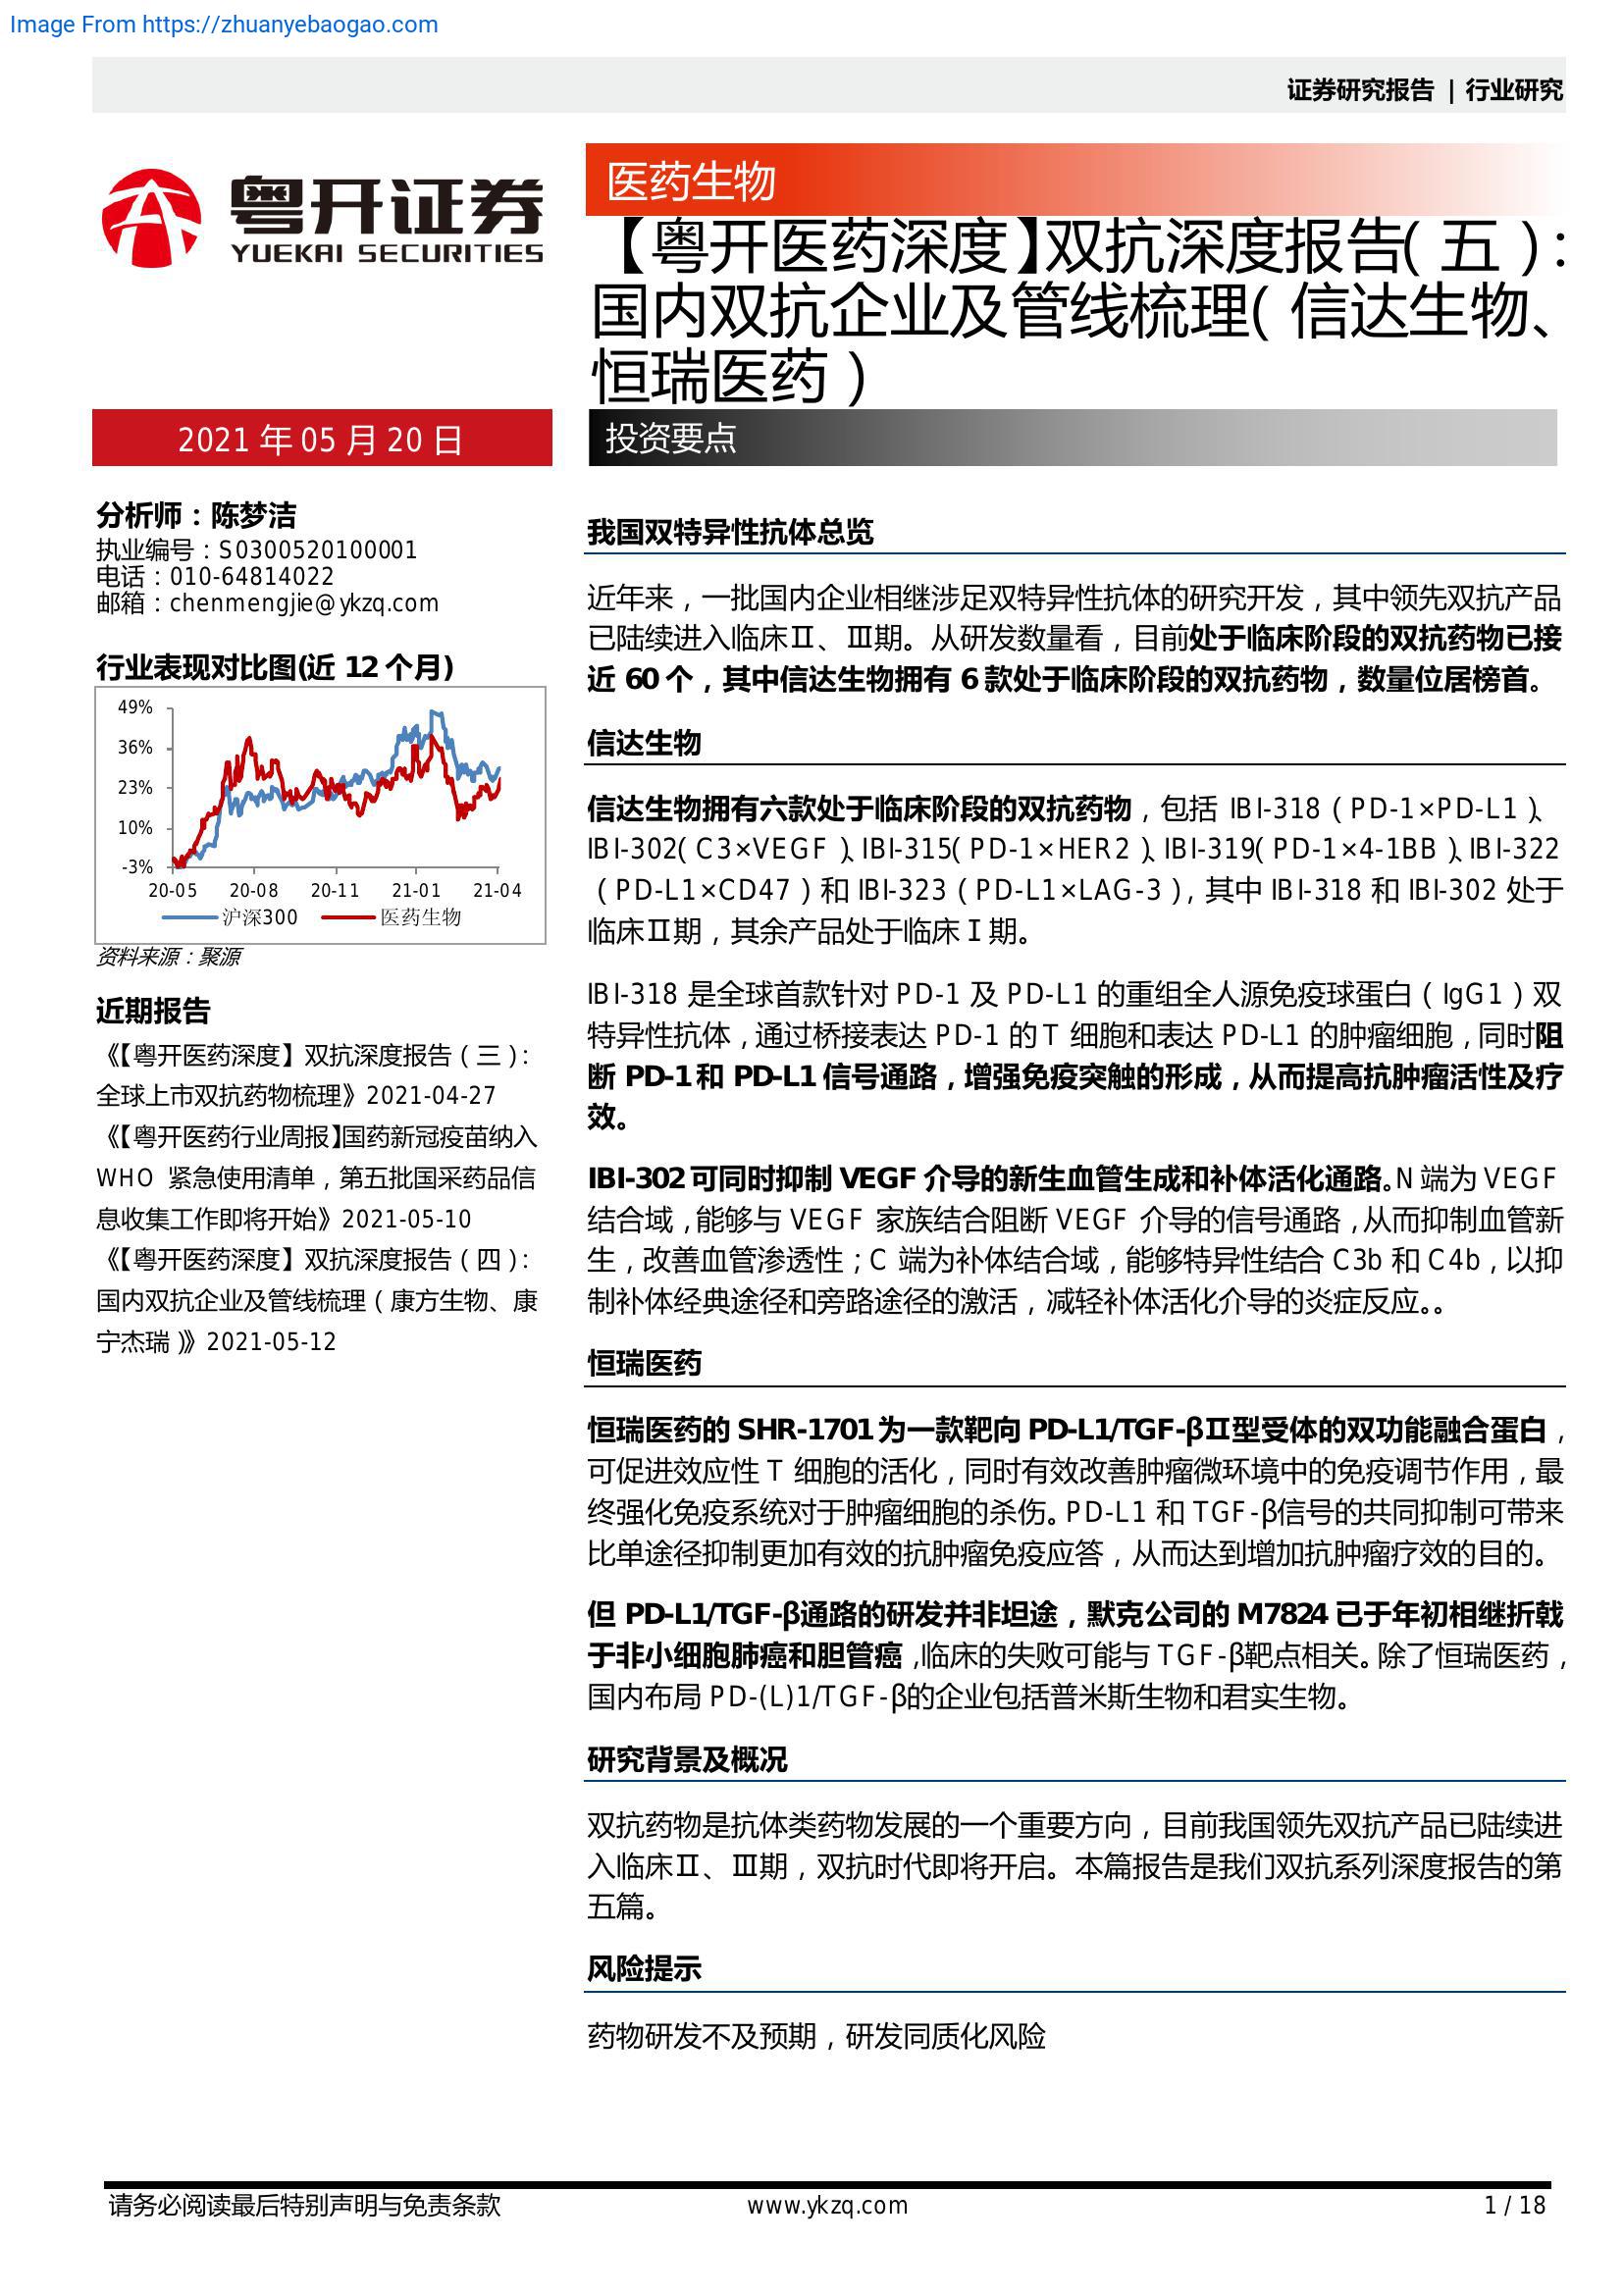 Image From https://zhuanyebaogao.com
证券研究报告 | 行业研究
粤开证券
YUEKAI SECURITIES
医药生物
【粤开医药深度】双抗深度报告(五):
国内双抗企业及管线梳理(信达生物、
恒瑞医药)
2021 年 05 月 20 日
投资要点
分析师:陈梦洁
执业编号:S0300520100001
电话:010-64814022
邮箱:chenmengjie@ykzq.com
行业表现对比图(近 12 个月)
49%
36%
23%
10%
-3%
20-05 20-08 20-11 21-01 21-04
沪深300 医药生物
资料来源:聚源
近期报告
《【粤开医药深度】双抗深度报告(三):
全球上市双抗药物梳理》2021-04-27
《【粤开医药行业周报】国药新冠疫苗纳入
WHO 紧急使用清单,第五批国采药品信
息收集工作即将开始》2021-05-10
《【粤开医药深度】双抗深度报告(四):
国内双抗企业及管线梳理(康方生物、康
宁杰瑞)》2021-05-12
我国双特异性抗体总览
近年来,一批国内企业相继涉足双特异性抗体的研究开发,其中领先双抗产品
已陆续进入临床Ⅱ、Ⅲ期。从研发数量看,目前处于临床阶段的双抗药物已接
近 60 个,其中信达生物拥有 6 款处于临床阶段的双抗药物,数量位居榜首。
信达生物
信达生物拥有六款处于临床阶段的双抗药物,包括 IBI-318(PD-1×PD-L1)、
IBI-302(C3×VEGF)、IBI-315(PD-1×HER2)、IBI-319(PD-1×4-1BB)、IBI-322
(PD-L1×CD47)和 IBI-323(PD-L1×LAG-3),其中 IBI-318 和 IBI-302 处于
临床Ⅱ期,其余产品处于临床Ⅰ期。
IBI-318 是全球首款针对 PD-1 及 PD-L1 的重组全人源免疫球蛋白(IgG1)双
特异性抗体,通过桥接表达 PD-1 的 T 细胞和表达 PD-L1 的肿瘤细胞,同时阻
断 PD-1 和 PD-L1 信号通路,增强免疫突触的形成,从而提高抗肿瘤活性及疗
效。
IBI-302 可同时抑制 VEGF 介导的新生血管生成和补体活化通路。N 端为 VEGF
结合域,能够与 VEGF 家族结合阻断 VEGF 介导的信号通路,从而抑制血管新
生,改善血管渗透性;C 端为补体结合域,能够特异性结合 C3b 和 C4b,以抑
制补体经典途径和旁路途径的激活,减轻补体活化介导的炎症反应。。
恒瑞医药
恒瑞医药的 SHR-1701 为一款靶向 PD-L1/TGF-βⅡ型受体的双功能融合蛋白,
可促进效应性 T 细胞的活化,同时有效改善肿瘤微环境中的免疫调节作用,最
终强化免疫系统对于肿瘤细胞的杀伤。PD-L1 和 TGF-β信号的共同抑制可带来
比单途径抑制更加有效的抗肿瘤免疫应答,从而达到增加抗肿瘤疗效的目的。
但 PD-L1/TGF-β通路的研发并非坦途,默克公司的 M7824 已于年初相继折戟
于非小细胞肺癌和胆管癌,临床的失败可能与 TGF-β靶点相关。除了恒瑞医药,
国内布局 PD-(L)1/TGF-β的企业包括普米斯生物和君实生物。
研究背景及概况
双抗药物是抗体类药物发展的一个重要方向,目前我国领先双抗产品已陆续进
入临床Ⅱ、Ⅲ期,双抗时代即将开启。本篇报告是我们双抗系列深度报告的第
五篇。
风险提示
药物研发不及预期,研发同质化风险
请务必阅读最后特别声明与免责条款 www.ykzq.com 1 / 18